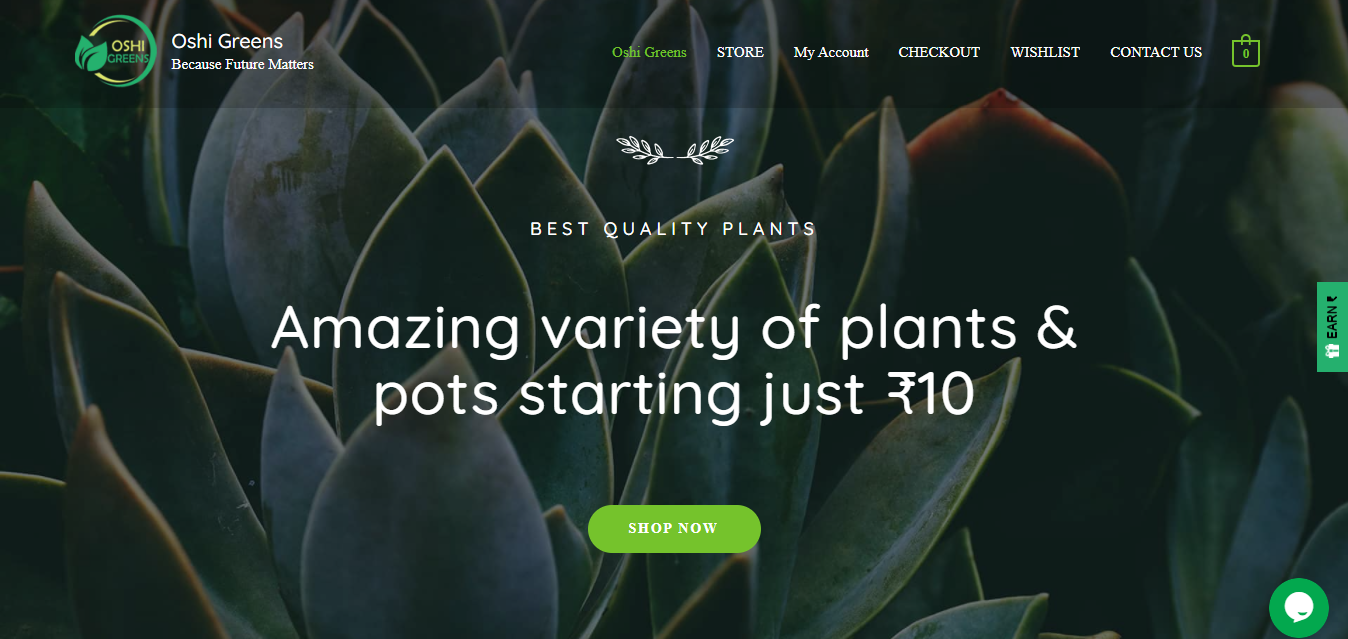 OSHI
GREENS
Oshi Greens
Because Future Matters
Oshi Greens
STORE
My Account
CHECKOUT
WISHLIST
CONTACT US
0
BEST QUALITY PLANTS
Amazing variety of plants &
pots starting just ₹10
SHOP NOW
EARN ₹